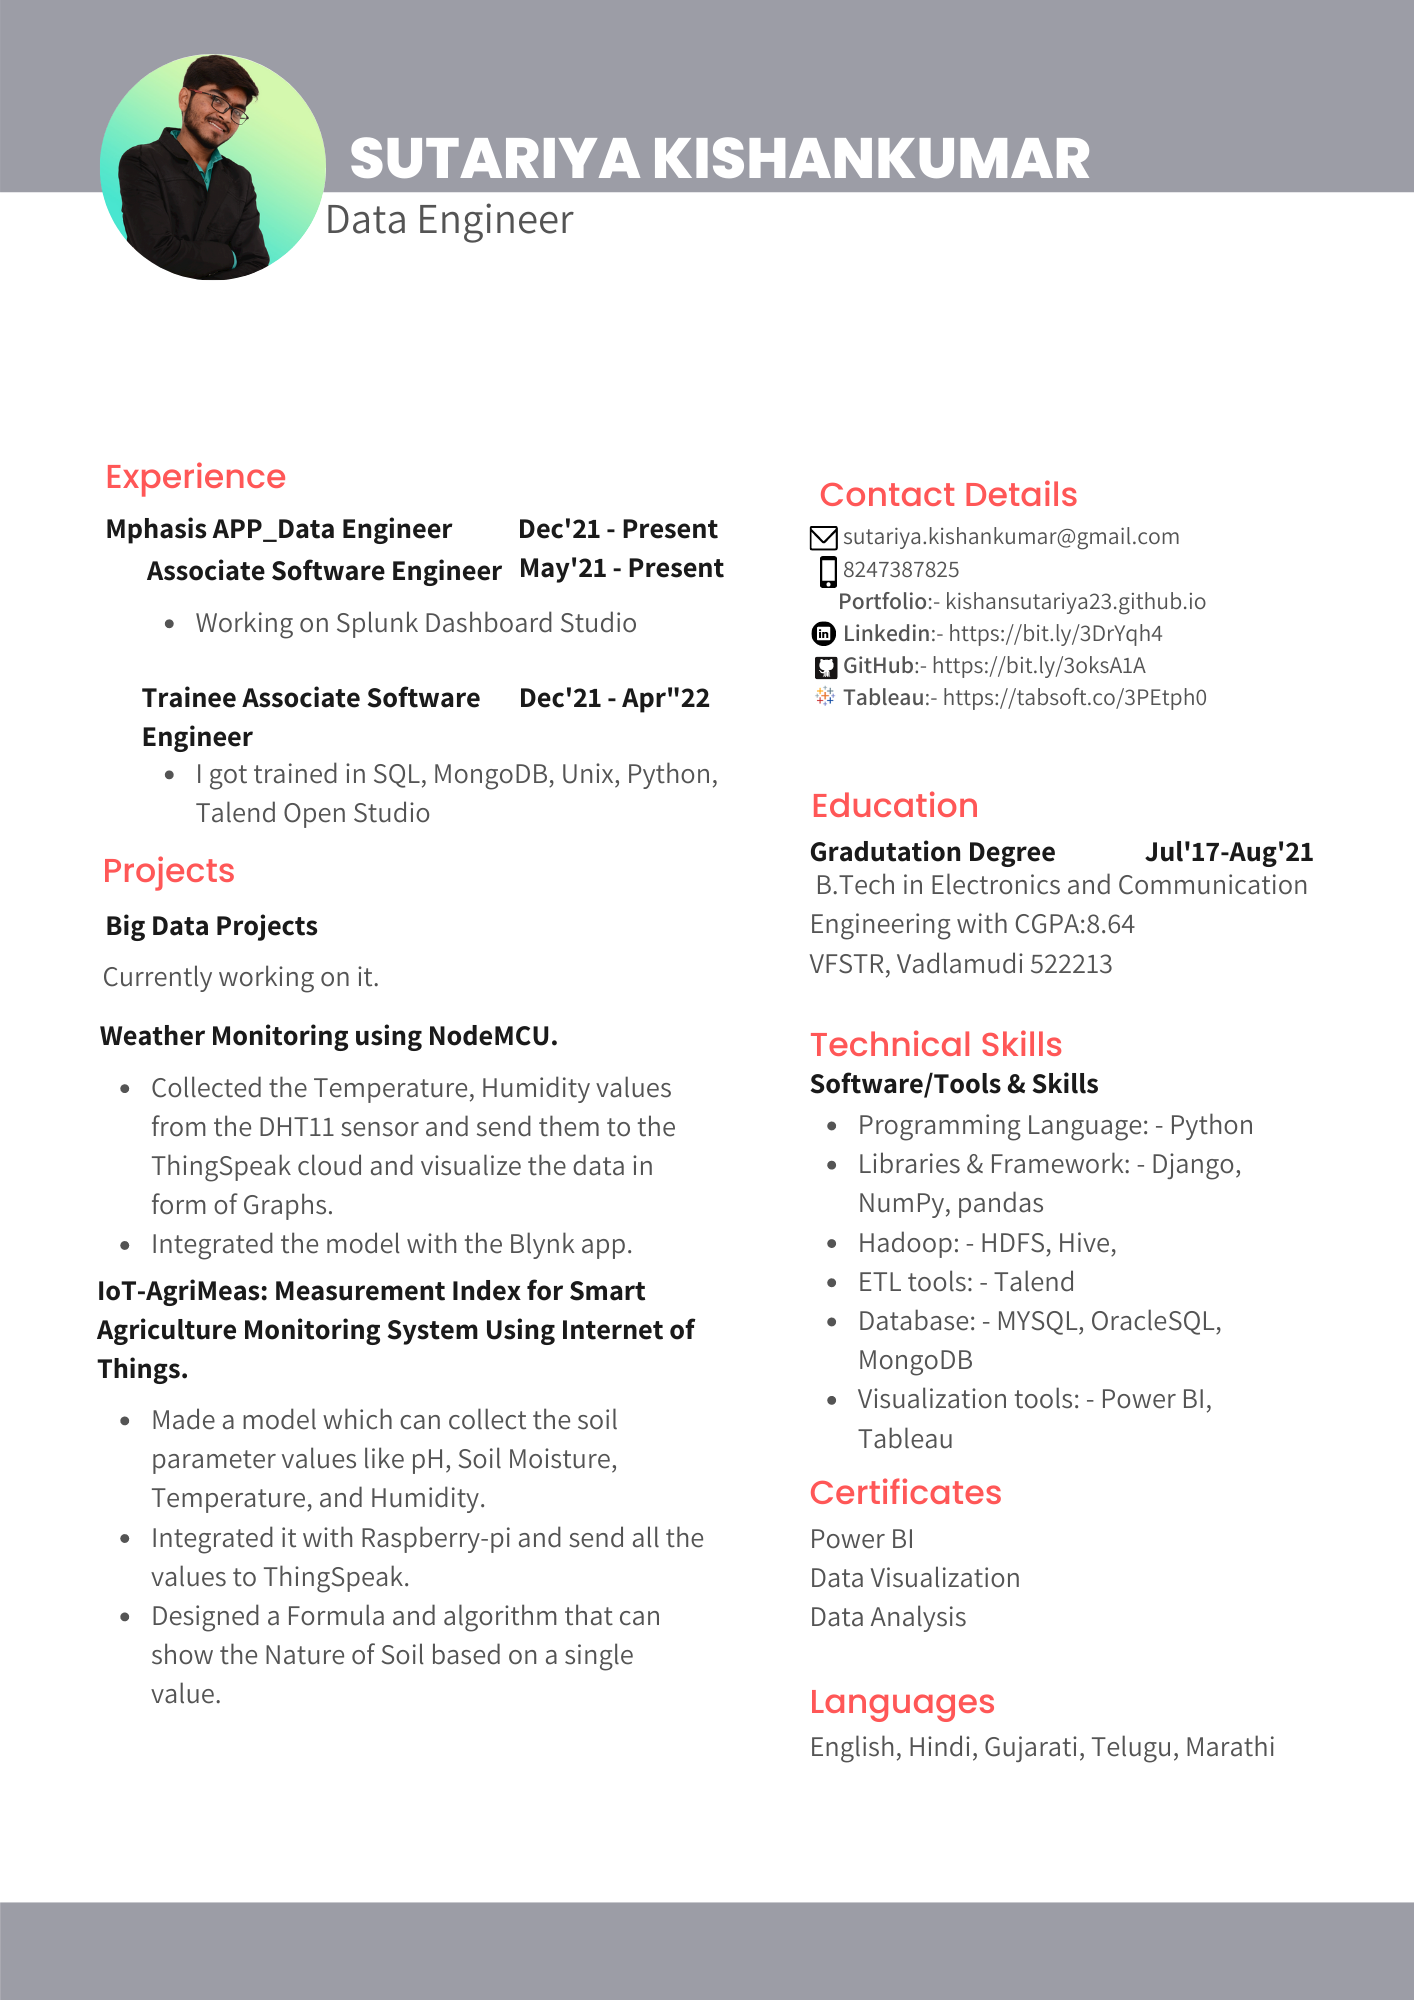 SUTARIYA KISHANKUMAR
Data Engineer
Experience
Mphasis APP_Data Engineer Dec'21 - Present
Associate Software Engineer May'21 - Present
• Working on Splunk Dashboard Studio
Trainee Associate Software Dec'21 - Apr"22
Engineer
• I got trained in SQL, MongoDB, Unix, Python,
Talend Open Studio
Projects
Big Data Projects
Currently working on it.
Weather Monitoring using NodeMCU.
• Collected the Temperature, Humidity values
from the DHT11 sensor and send them to the
ThingSpeak cloud and visualize the data in
form of Graphs.
• Integrated the model with the Blynk app.
IoT-AgriMeas: Measurement Index for Smart
Agriculture Monitoring System Using Internet of
Things.
• Made a model which can collect the soil
parameter values like pH, Soil Moisture,
Temperature, and Humidity.
• Integrated it with Raspberry-pi and send all the
values to ThingSpeak.
• Designed a Formula and algorithm that can
show the Nature of Soil based on a single
value.
Contact Details
sutariya.kishankumar@gmail.com
8247387825
Portfolio:- kishansutariya23.github.io
Linkedin:- https://bit.ly/3DrYqh4
GitHub:- https://bit.ly/3oksA1A
Tableau:- https://tabsoft.co/3PEtph0
Education
Gradutation Degree Jul'17-Aug'21
B.Tech in Electronics and Communication
Engineering with CGPA:8.64
VFSTR, Vadlamudi 522213
Technical Skills
Software/Tools & Skills
• Programming Language: - Python
• Libraries & Framework: - Django,
NumPy, pandas
• Hadoop: - HDFS, Hive,
• ETL tools: - Talend
• Database: - MYSQL, OracleSQL,
MongoDB
• Visualization tools: - Power BI,
Tableau
Certificates
Power BI
Data Visualization
Data Analysis
Languages
English, Hindi, Gujarati, Telugu, Marathi